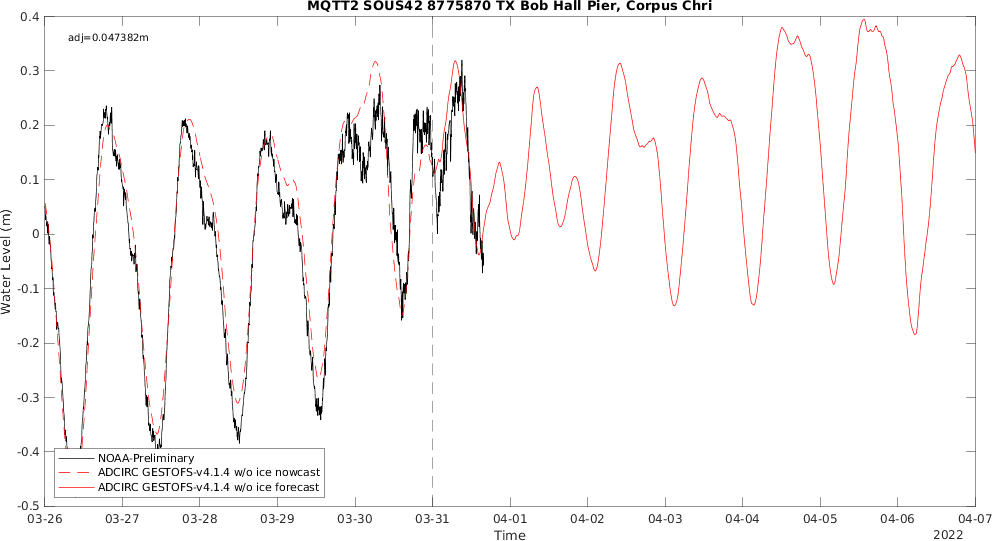 MQTT2 SOUS42 8775870 TX Bob Hall Pier, Corpus Chri
adj=0.047382m
0.4
0.3
0.2
0.1
0
-0.1
-0.2
-0.3
-0.4
-0.5
Water Level (m)
NOAA-Preliminary
ADCIRC GESTOFS-v4.1.4 w/o ice nowcast
ADCIRC GESTOFS-v4.1.4 w/o ice forecast
03-26 03-27 03-28 03-29 03-30 03-31 04-01 04-02 04-03 04-04 04-05 04-06 04-07
Time
2022